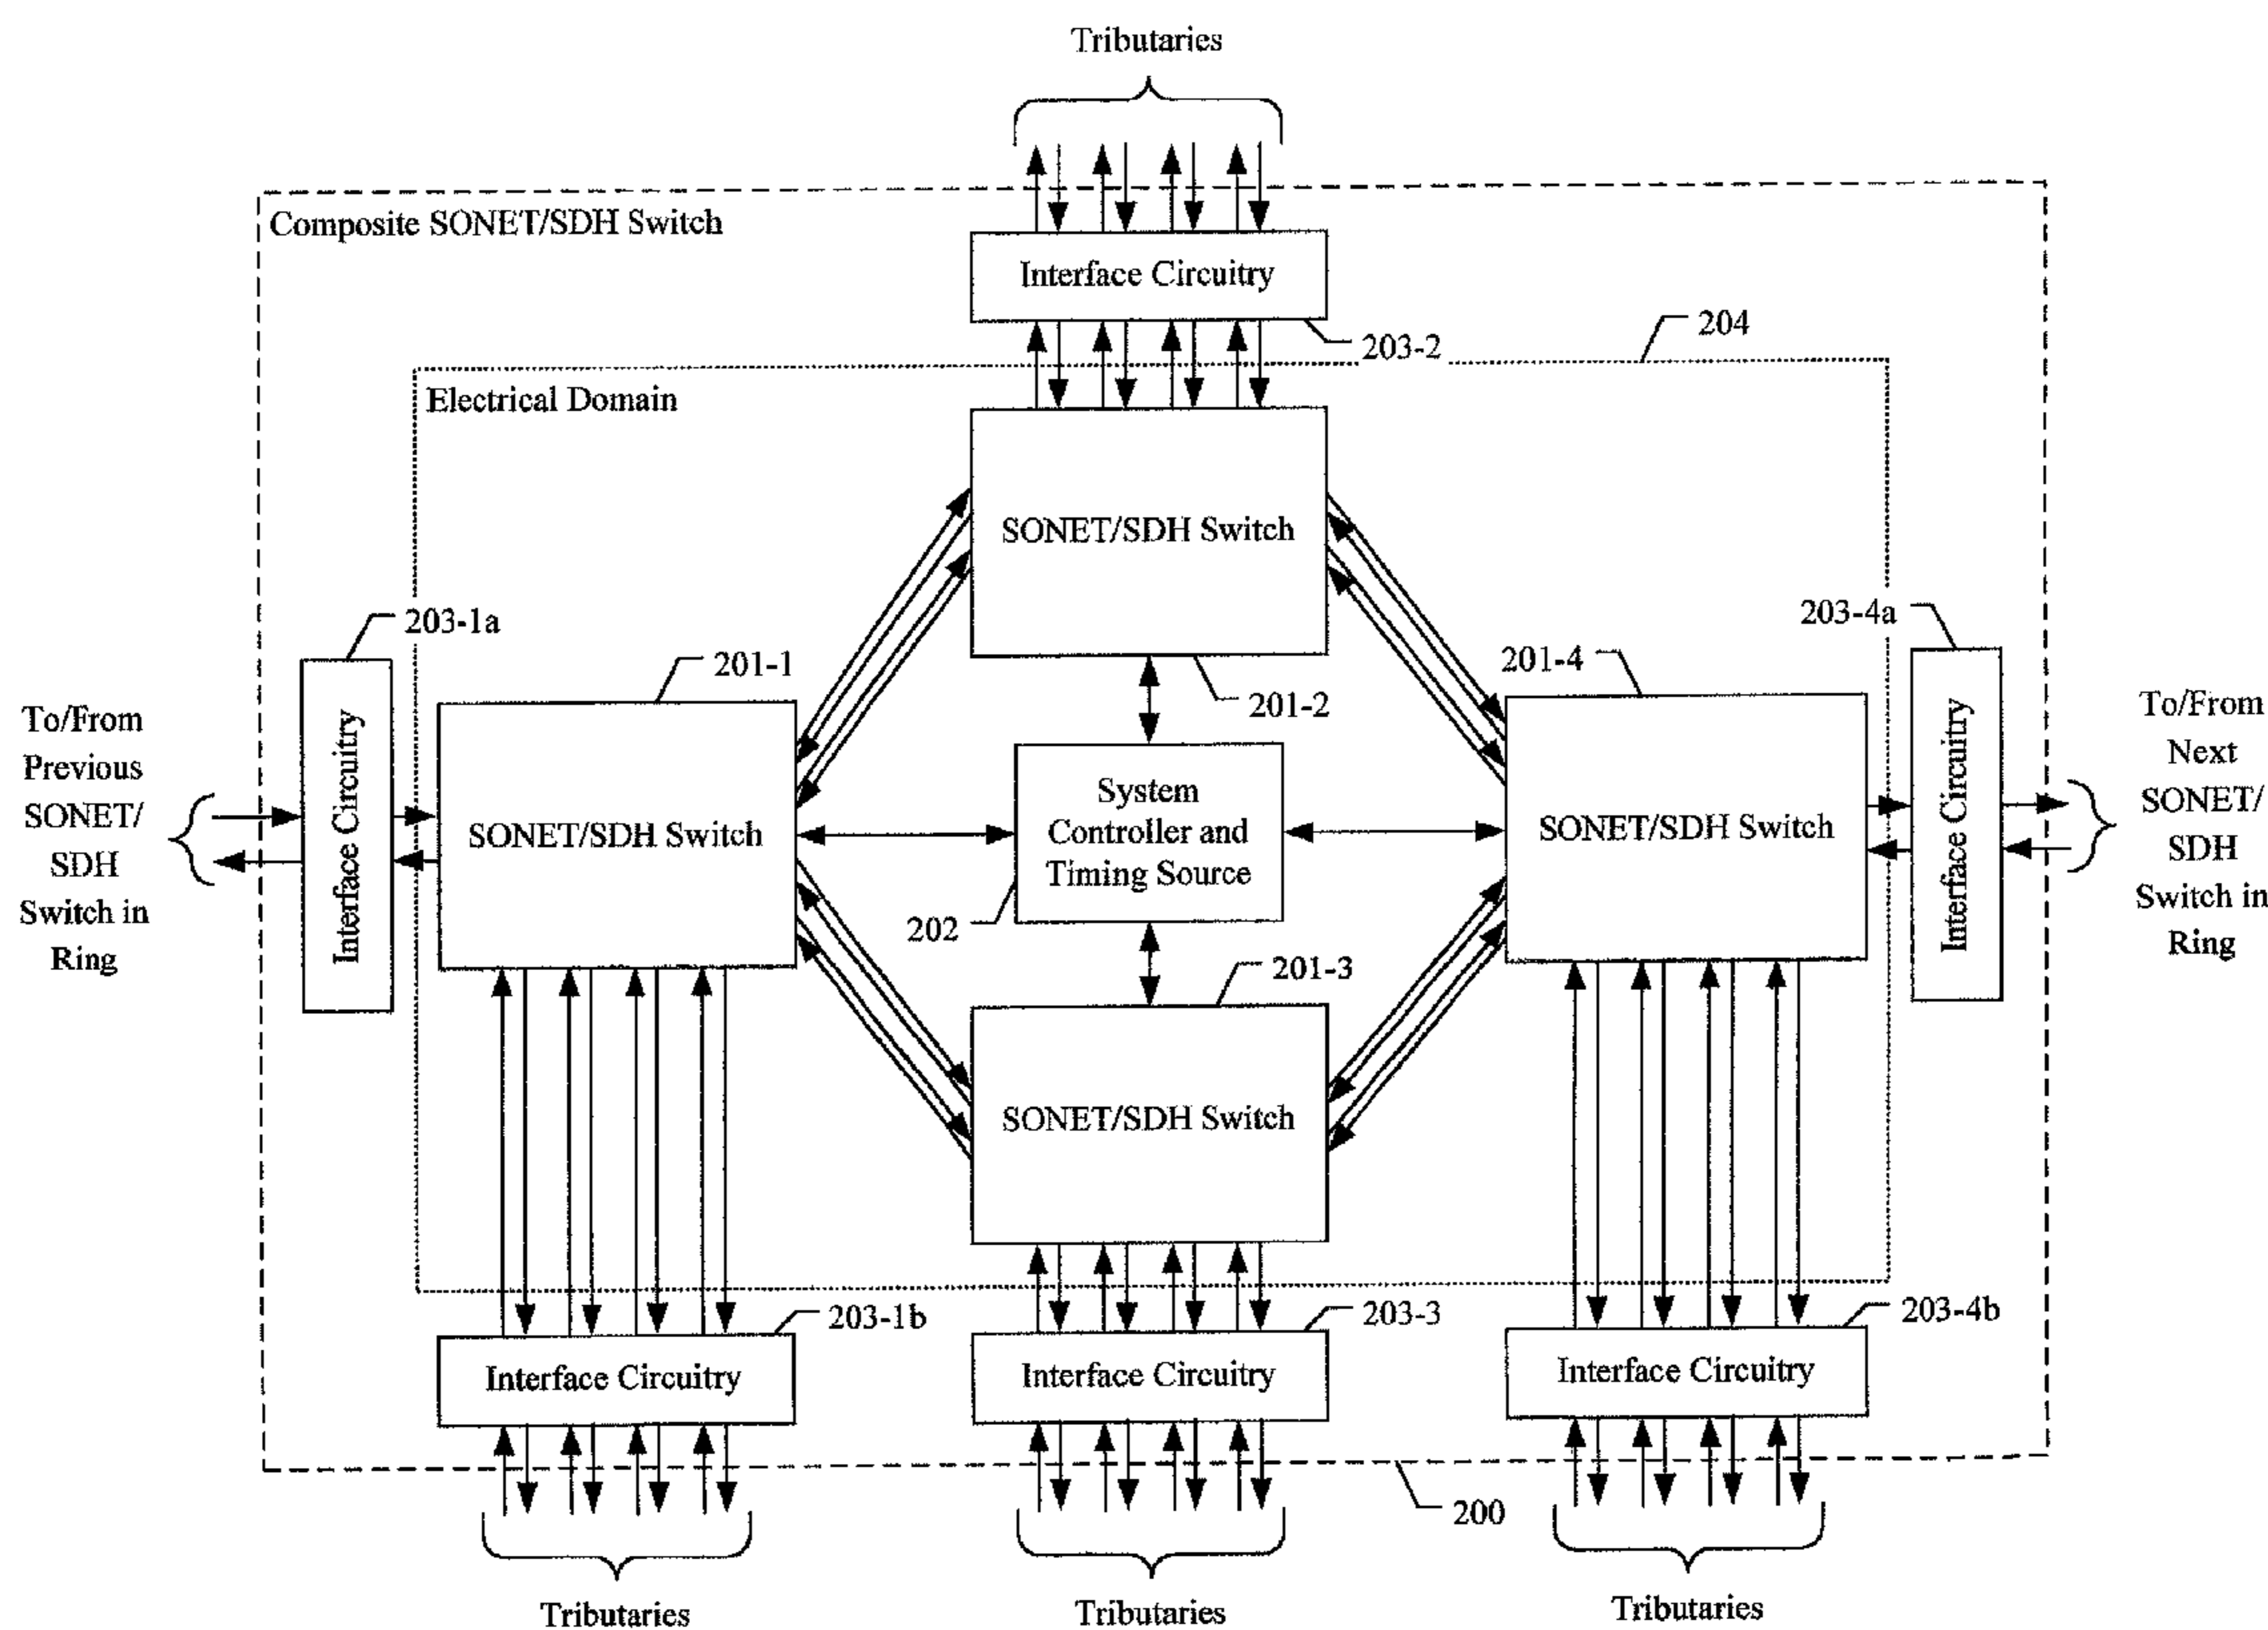 Tributaries
Composite SONET/SDH Switch
Interface Circuitry
203-2
204
Electrical Domain
SONET/SDH Switch
201-2
203-1a
Interface Circuitry
201-1
SONET/SDH Switch
To/From
Previous
SONET/
SDH
Switch in
Ring
System
Controller and
Timing Source
202
201-4
SONET/SDH Switch
203-4a
Interface Circuitry
To/From
Next
SONET/
SDH
Switch in
Ring
201-3
SONET/SDH Switch
203-1b
Interface Circuitry
203-3
Interface Circuitry
203-4b
Interface Circuitry
200
Tributaries
Tributaries
Tributaries